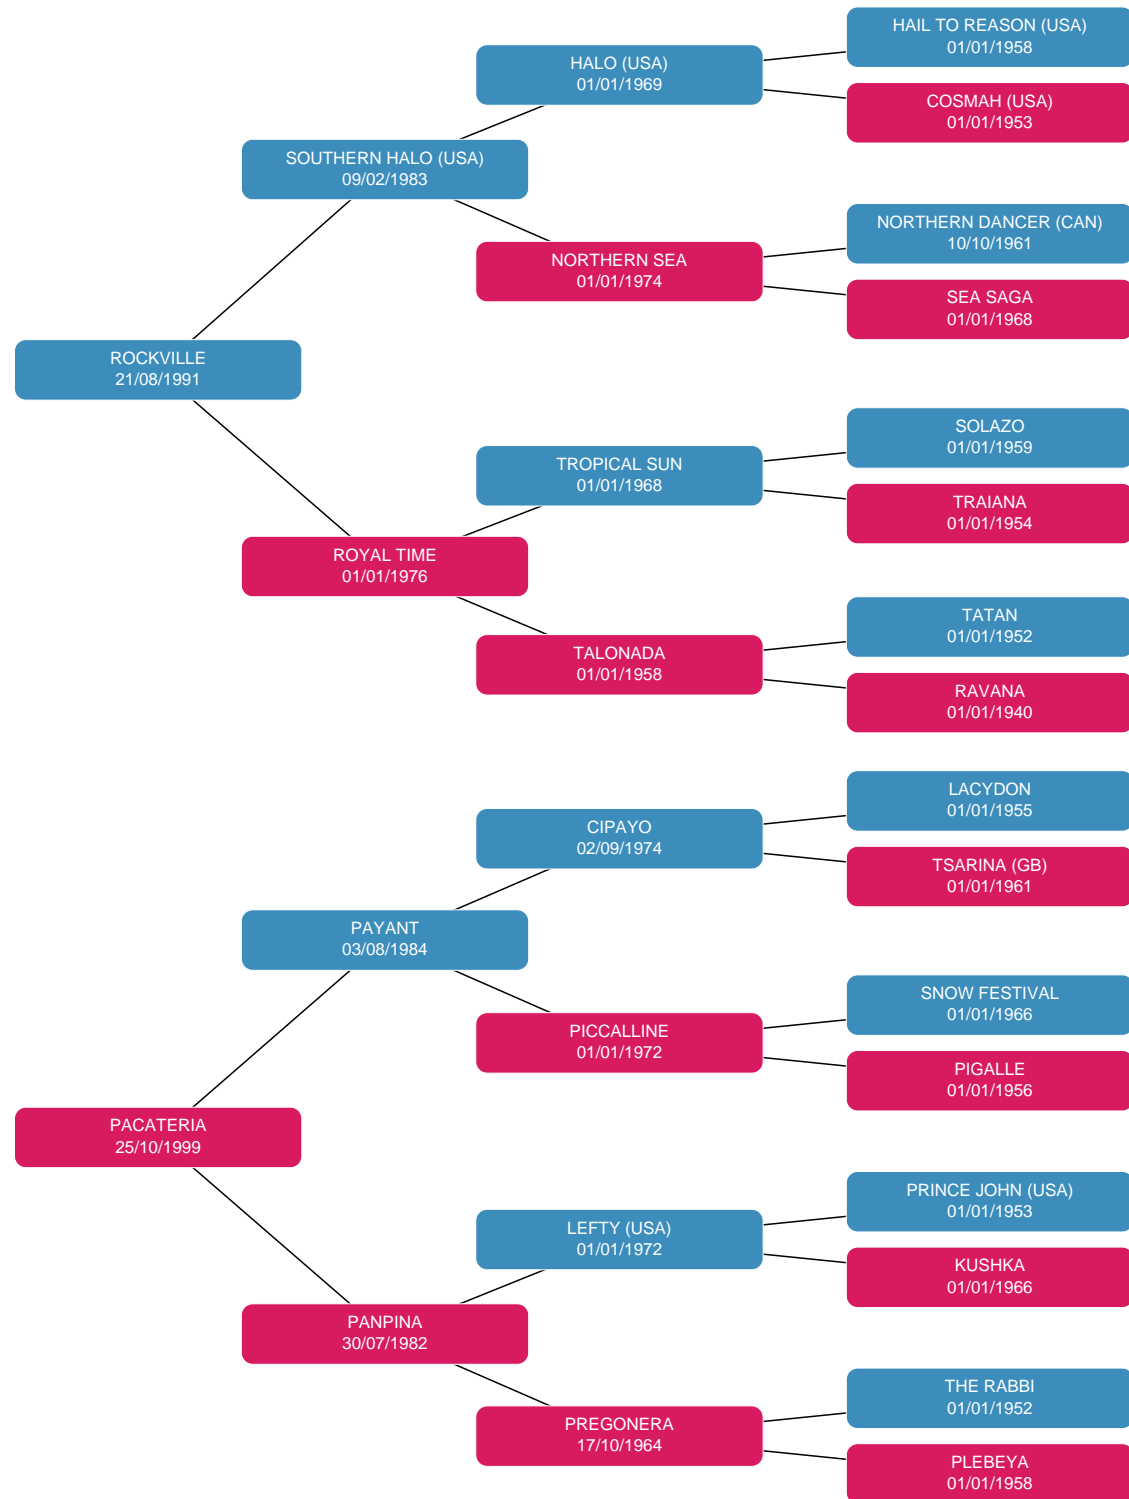 HAIL TO REASON (USA)
01/01/1958
HALO (USA)
01/01/1969
COSMAH (USA)
01/01/1953
SOUTHERN HALO (USA)
09/02/1983
NORTHERN DANCER (CAN)
10/10/1961
NORTHERN SEA
01/01/1974
SEA SAGA
01/01/1968
ROCKVILLE
21/08/1991
SOLAZO
01/01/1959
TROPICAL SUN
01/01/1968
TRAIANA
01/01/1954
ROYAL TIME
01/01/1976
TATAN
01/01/1952
TALONADA
01/01/1958
RAVANA
01/01/1940
LACYDON
01/01/1955
CIPAYO
02/09/1974
TSARINA (GB)
01/01/1961
PAYANT
03/08/1984
SNOW FESTIVAL
01/01/1966
PICCALLINE
01/01/1972
PIGALLE
01/01/1956
PACATERIA
25/10/1999
PRINCE JOHN (USA)
01/01/1953
LEFTY (USA)
01/01/1972
KUSHKA
01/01/1966
PANPINA
30/07/1982
THE RABBI
01/01/1952
PREGONERA
17/10/1964
PLEBEYA
01/01/1958